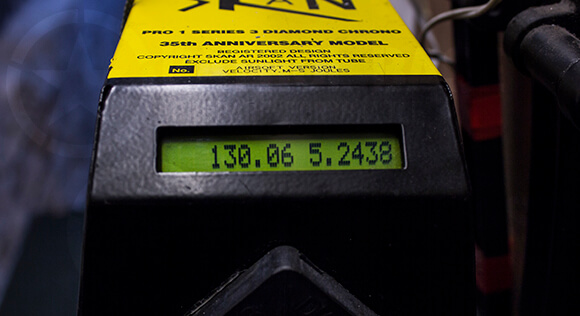 SKAN
PRO 1 SERIES 3 DIAMOND CHRONO
35th ANNIVERSARY MODEL
REGISTERED DESIGN
COPYRIGHT SKAN AR 2002 ALL RIGHTS RESERVED
EXCLUDE SUNLIGHT FROM TUBE
No. AIRSOFT VERSION
VELOCITY.M-S JOULES
130.06 5.2438